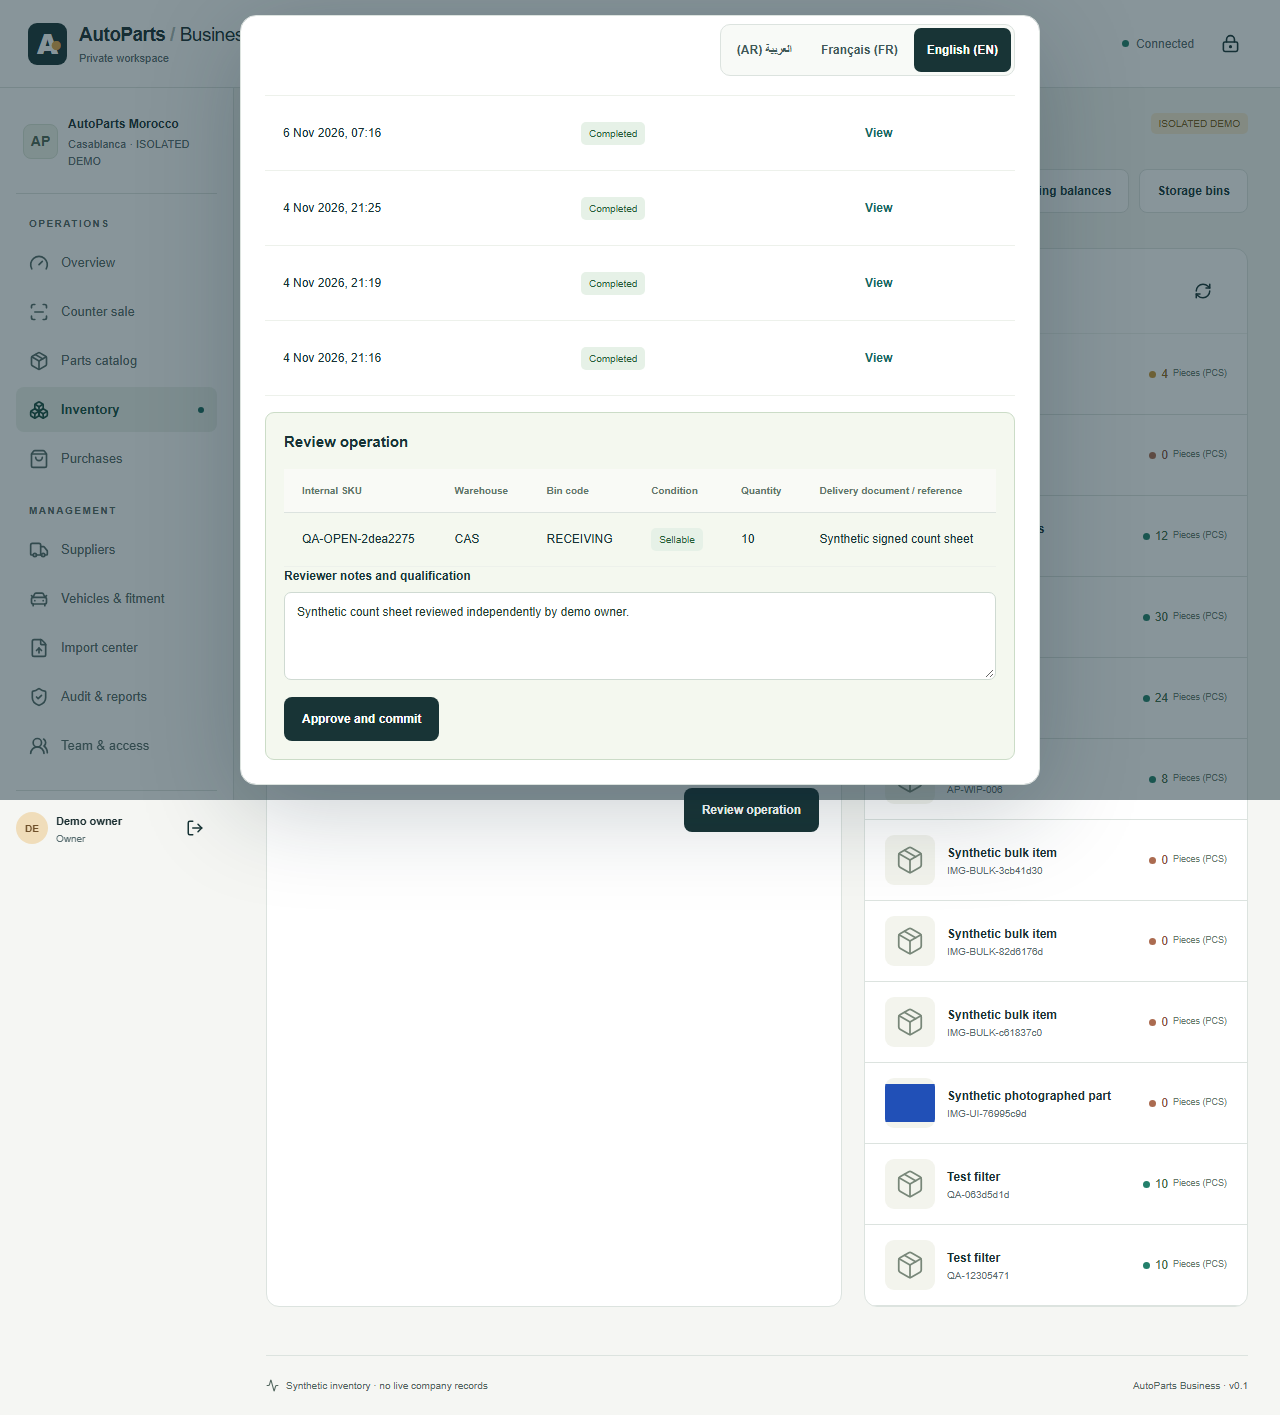 AutoParts / Busines
Private workspace
العربية (AR)
Français (FR)
English (EN)
Connected
AP
AutoParts Morocco
Casablanca · ISOLATED DEMO
ISOLATED DEMO
OPERATIONS
Overview
Counter sale
Parts catalog
Inventory
Purchases
MANAGEMENT
Suppliers
Vehicles & fitment
Import center
Audit & reports
Team & access
DE
Demo owner
Owner
6 Nov 2026, 07:16 Completed View
4 Nov 2026, 21:25 Completed View
4 Nov 2026, 21:19 Completed View
4 Nov 2026, 21:16 Completed View
Review operation
Internal SKU Warehouse Bin code Condition Quantity Delivery document / reference
QA-OPEN-2dea2275 CAS RECEIVING Sellable 10 Synthetic signed count sheet
Reviewer notes and qualification
Synthetic count sheet reviewed independently by demo owner.
Approve and commit
Review operation
ing balances
Storage bins
4 Pieces (PCS)
0 Pieces (PCS)
s
12 Pieces (PCS)
30 Pieces (PCS)
24 Pieces (PCS)
8 Pieces (PCS)
AP-WIP-006
Synthetic bulk item
IMG-BULK-3cb41d30
0 Pieces (PCS)
Synthetic bulk item
IMG-BULK-82d6176d
0 Pieces (PCS)
Synthetic bulk item
IMG-BULK-c61837c0
0 Pieces (PCS)
Synthetic photographed part
IMG-UI-76995c9d
0 Pieces (PCS)
Test filter
QA-063d5d1d
10 Pieces (PCS)
Test filter
QA-12305471
10 Pieces (PCS)
Synthetic inventory · no live company records
AutoParts Business · v0.1